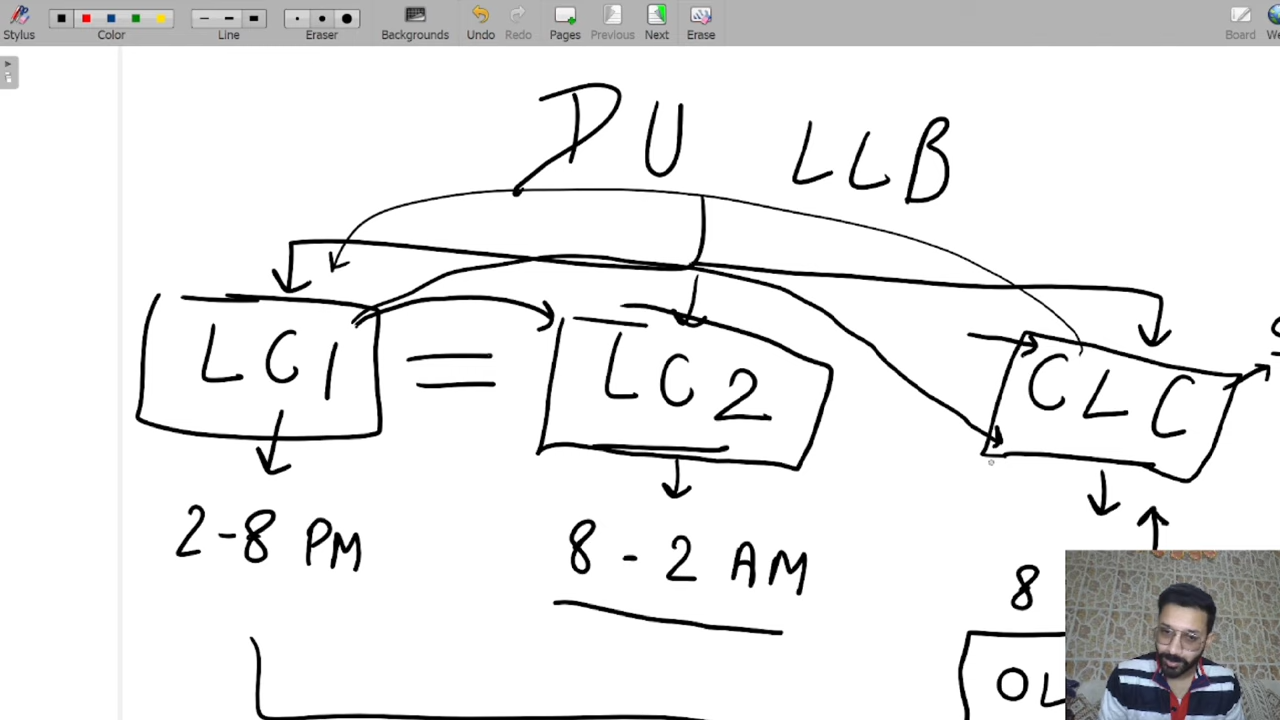 Stylus Color Line Eraser Backgrounds Undo Redo Pages Previous Next Erase Board
DU LLB
LC1 = LC2 CLC
2-8 PM 8-2 AM 8
OL